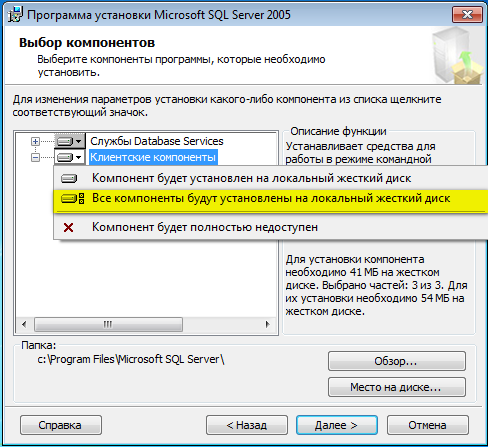 Программа установки Microsoft SQL Server 2005
Выбор компонентов
Выберите компоненты программы, которые необходимо
установить.
Для изменения параметров установки какого-либо компонента из списка щелкните
соответствующий значок.
Службы Database Services
Клиентские компоненты
Описание функции
Устанавливает средства для
работы в режиме командной
Компонент будет установлен на локальный жесткий диск
Все компоненты будут установлены на локальный жесткий диск
Компонент будет полностью недоступен
Для установки компонента
необходимо 41 МБ на жестком
диске. Выбрано частей: 3 из 3. Для
их установки необходимо 54 МБ на
жестком диске.
Папка:
c:\Program Files\Microsoft SQL Server\
Обзор...
Место на диске...
Справка
< Назад
Далее >
Отмена